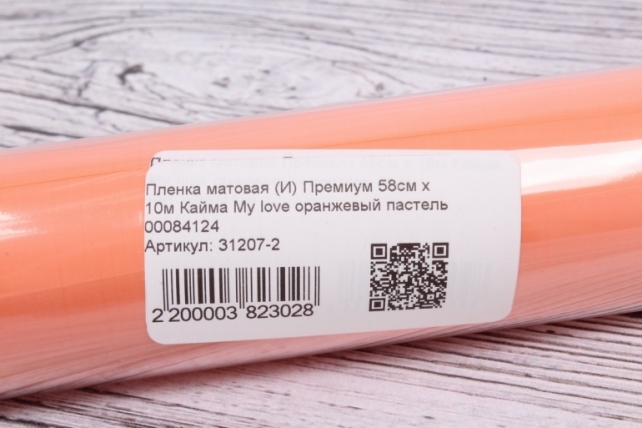 Пленка матовая (И) Премиум 58см x
10м Кайма My love оранжевый пастель
00084124
Артикул: 31207-2
2 200003 823028